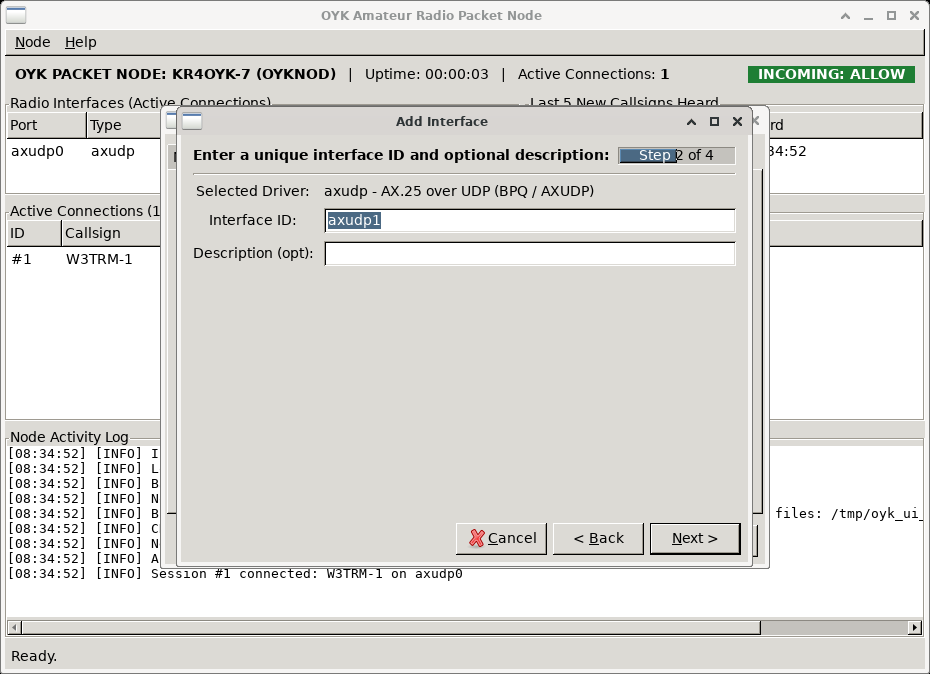 OYK Amateur Radio Packet Node
Node Help
OYK PACKET NODE: KR4OYK-7 (OYKNOD) | Uptime: 00:00:03 | Active Connections: 1 INCOMING: ALLOW
Radio Interfaces (Active Connections) Last 5 New Callsigns Heard
Port Type
axudp0 axudp 34:52
Active Connections (1
ID Callsign
#1 W3TRM-1
Add Interface
Enter a unique interface ID and optional description: Step 2 of 4
Selected Driver: axudp - AX.25 over UDP (BPQ / AXUDP)
Interface ID: axudp1
Description (opt):
Cancel < Back Next >
Node Activity Log
[08:34:52] [INFO] I
[08:34:52] [INFO] L
[08:34:52] [INFO] B
[08:34:52] [INFO] N
[08:34:52] [INFO] B files: /tmp/oyk_ui_
[08:34:52] [INFO] C
[08:34:52] [INFO] N
[08:34:52] [INFO] A
[08:34:52] [INFO] Session #1 connected: W3TRM-1 on axudp0
Ready.